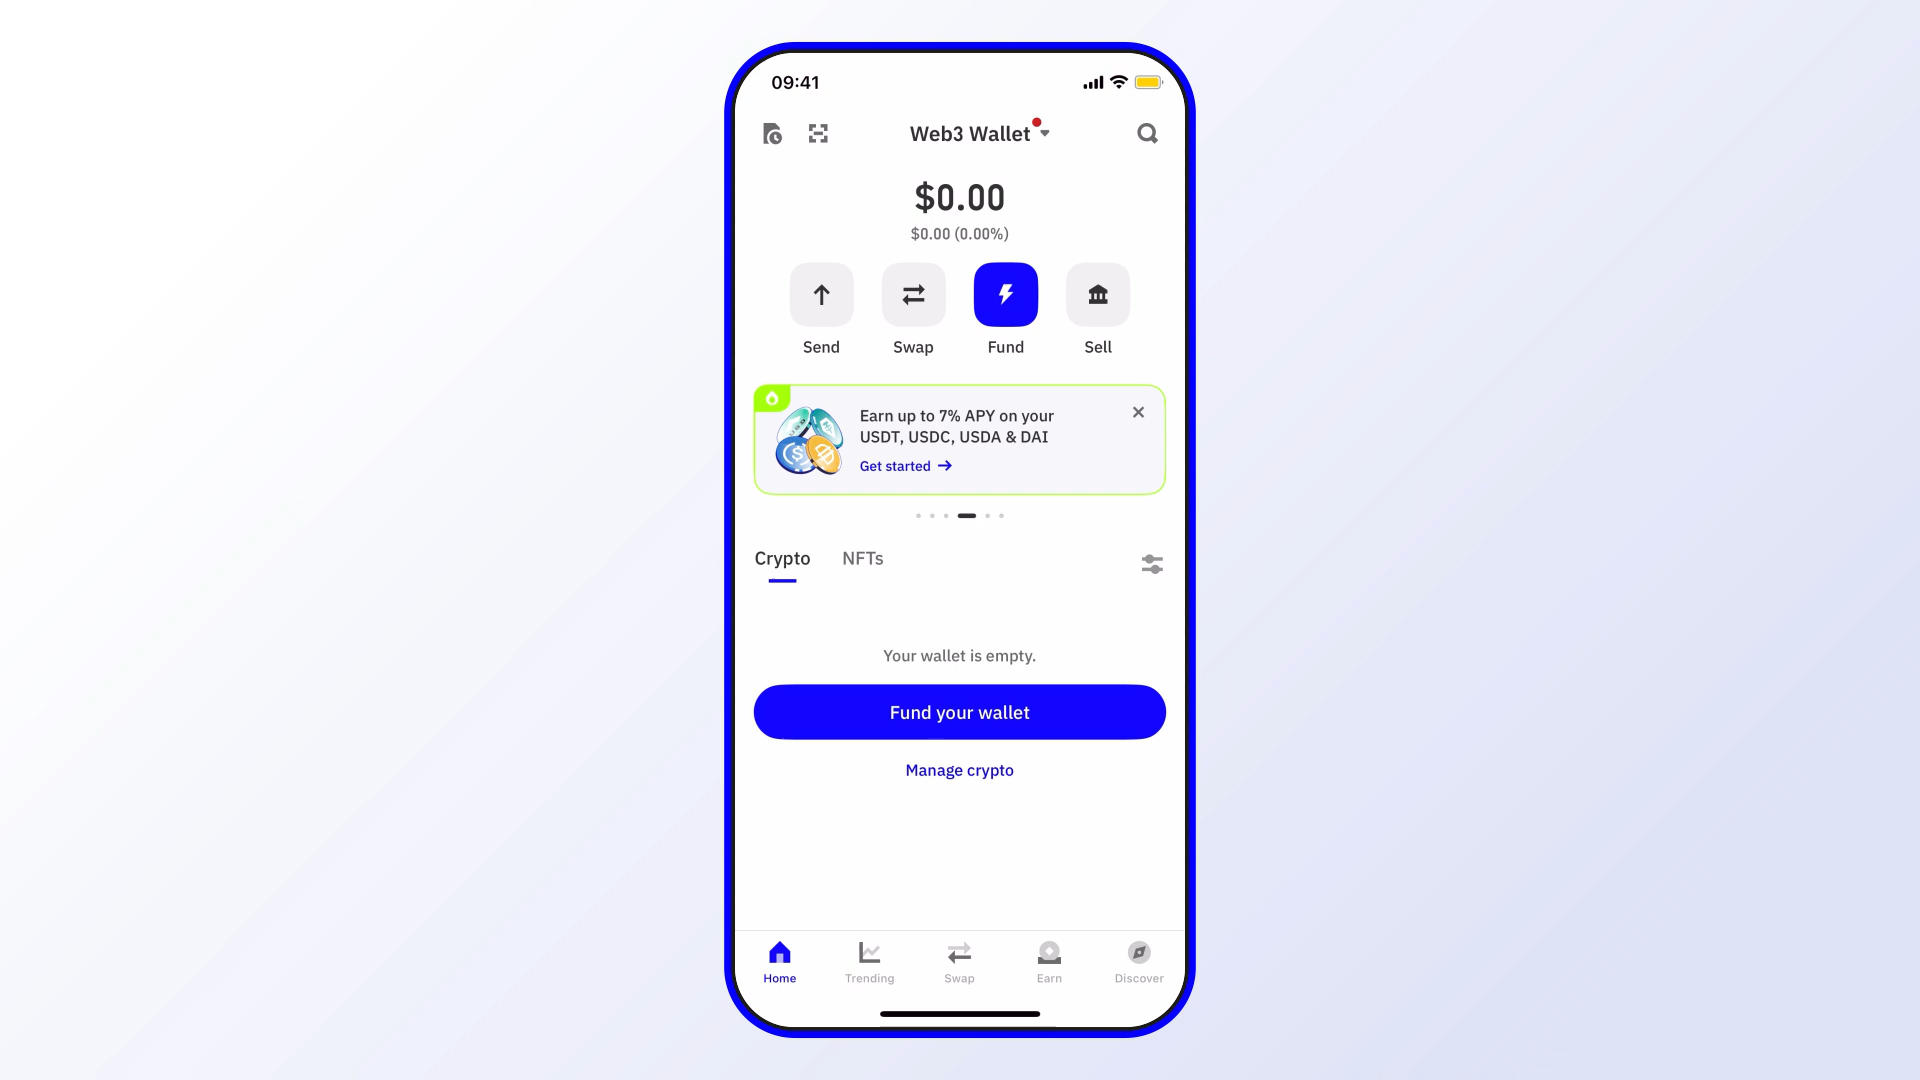 09:41
Web3 Wallet
$0.00
$0.00 (0.00%)
Send
Swap
Fund
Sell
Earn up to 7% APY on your
USDT, USDC, USDA & DAI
Get started
Crypto
NFTs
Your wallet is empty.
Fund your wallet
Manage crypto
Home
Trending
Swap
Earn
Discover